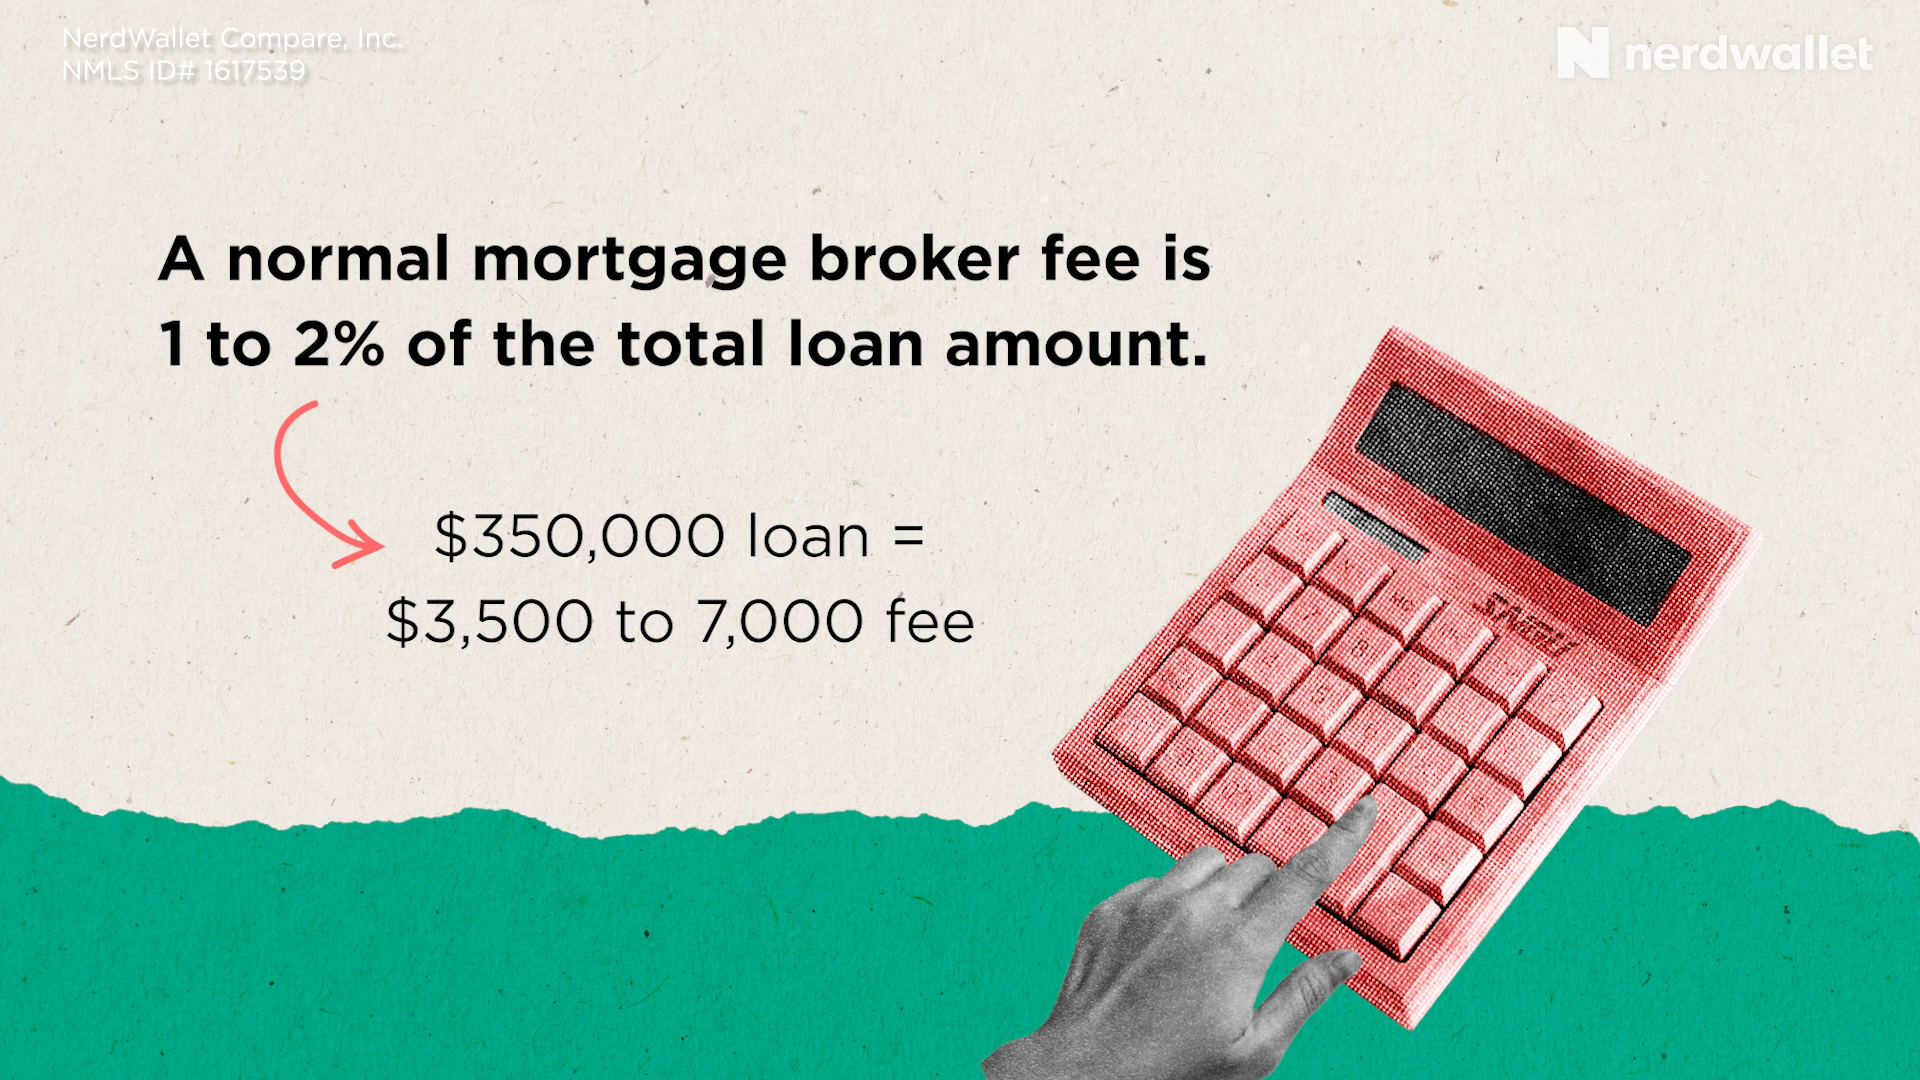 NerdWallet Compare, Inc.
NMLS ID# 1617539
nerdwallet
A normal mortgage broker fee is
1 to 2% of the total loan amount.
$350,000 loan =
$3,500 to 7,000 fee